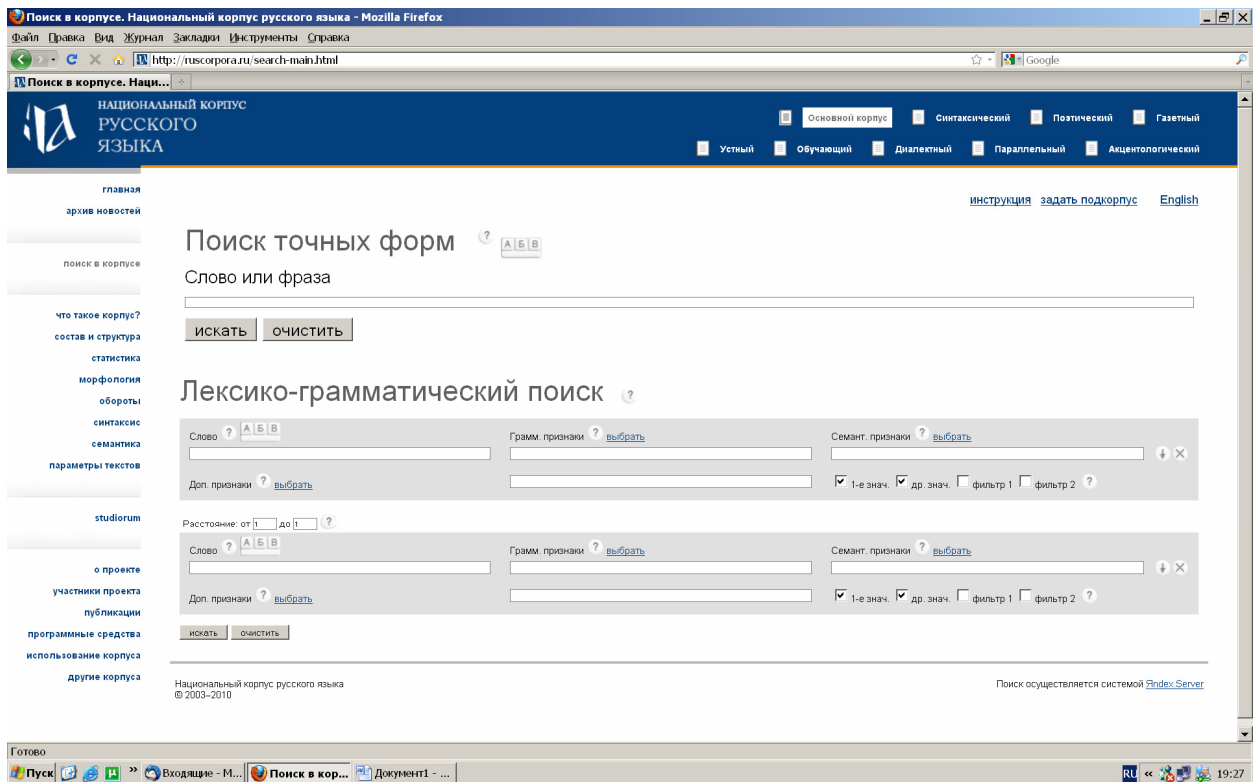 Поиск в корпусе. Национальный корпус русского языка - Mozilla Firefox
Файл Правка Вид Журнал Закладки Инструменты Справка
http://ruscorpora.ru/search-main.html Google
Поиск в корпусе. Наци...
НАЦИОНАЛЬНЫЙ КОРПУС
РУССКОГО
ЯЗЫКА
Основной корпус Синтаксический Поэтический Газетный
Устный Обучающий Диалектный Параллельный Акцентологический
главная
архив новостей
поиск в корпусе
что такое корпус?
состав и структура
статистика
морфология
обороты
синтаксис
семантика
параметры текстов
studiorum
о проекте
участники проекта
публикации
программные средства
использование корпуса
другие корпуса
инструкция задать подкорпус English
Поиск точных форм ? А Б В
Слово или фраза
искать очистить
Лексико-грамматический поиск ?
Слово ? А Б В Грамм. признаки ? выбрать Семант. признаки ? выбрать
Доп. признаки ? выбрать 1-е знач. др. знач. фильтр 1 фильтр 2 ?
Расстояние: от 1 до 1 ?
Слово ? А Б В Грамм. признаки ? выбрать Семант. признаки ? выбрать
Доп. признаки ? выбрать 1-е знач. др. знач. фильтр 1 фильтр 2 ?
искать очистить
Национальный корпус русского языка
© 2003–2010
Поиск осуществляется системой Яndex.Server
Готово
Пуск » Входящие - М... Поиск в кор... Документ1 - ... RU « 19:27